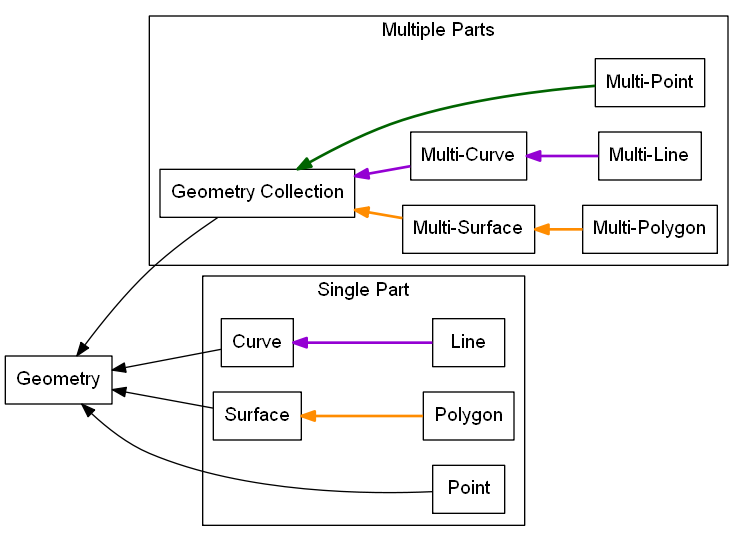 Multiple Parts
Multi-Point
Multi-Curve
Multi-Line
Geometry Collection
Multi-Surface
Multi-Polygon
Single Part
Curve
Line
Geometry
Surface
Polygon
Point